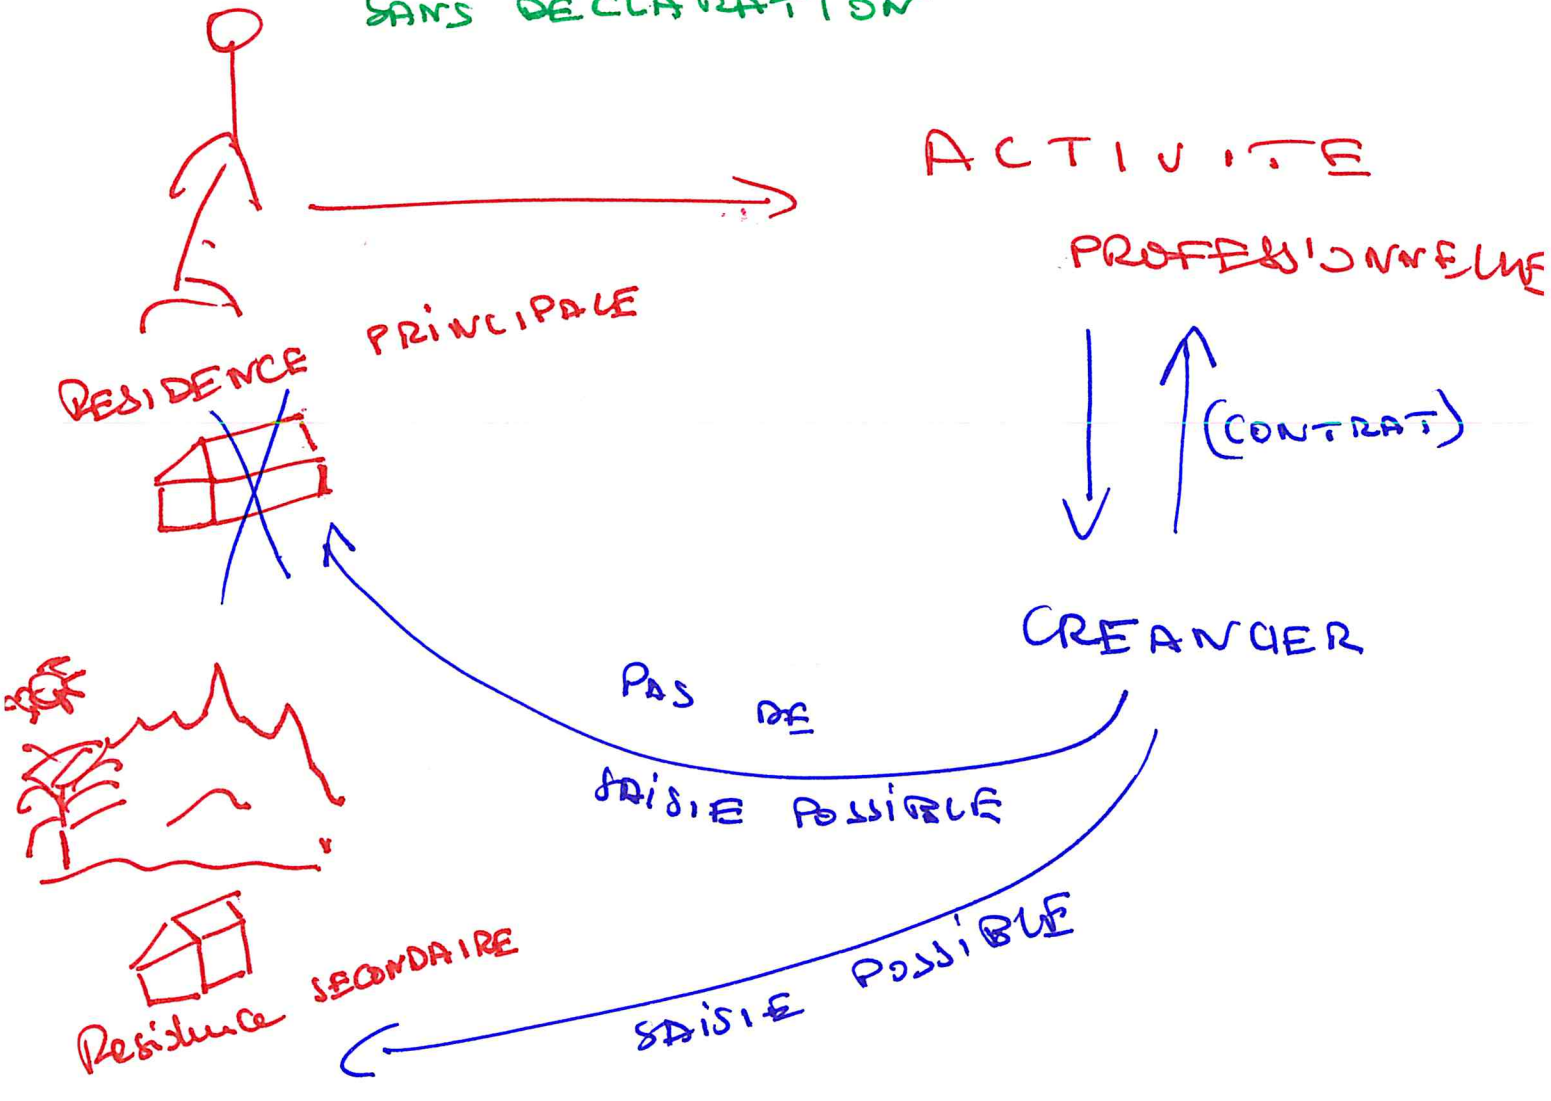 SANS DECLARATION
ACTIVITE
PROFESSIONNELLE
RESIDENCE PRINCIPALE
(CONTRAT)
CREANCIER
PAS DE
SAISIE POSSIBLE
SAISIE POSSIBLE
Residence SECONDAIRE